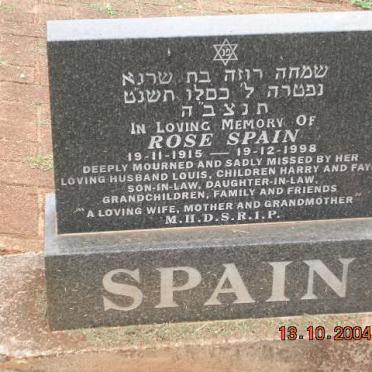 פנ
שמחה רוזה בת שרגא
נפטרה ל' כסלו תשנ"ט
תנצב"ה
IN LOVING MEMORY OF
ROSE SPAIN
19-11-1915 — 19-12-1998
DEEPLY MOURNED AND SADLY MISSED BY HER
LOVING HUSBAND LOUIS, CHILDREN HARRY AND FAY,
SON-IN-LAW, DAUGHTER-IN-LAW,
GRANDCHILDREN, FAMILY AND FRIENDS
"A LOVING WIFE, MOTHER AND GRANDMOTHER"
M.H.D.S.R.I.P.
SPAIN
13.10.2004